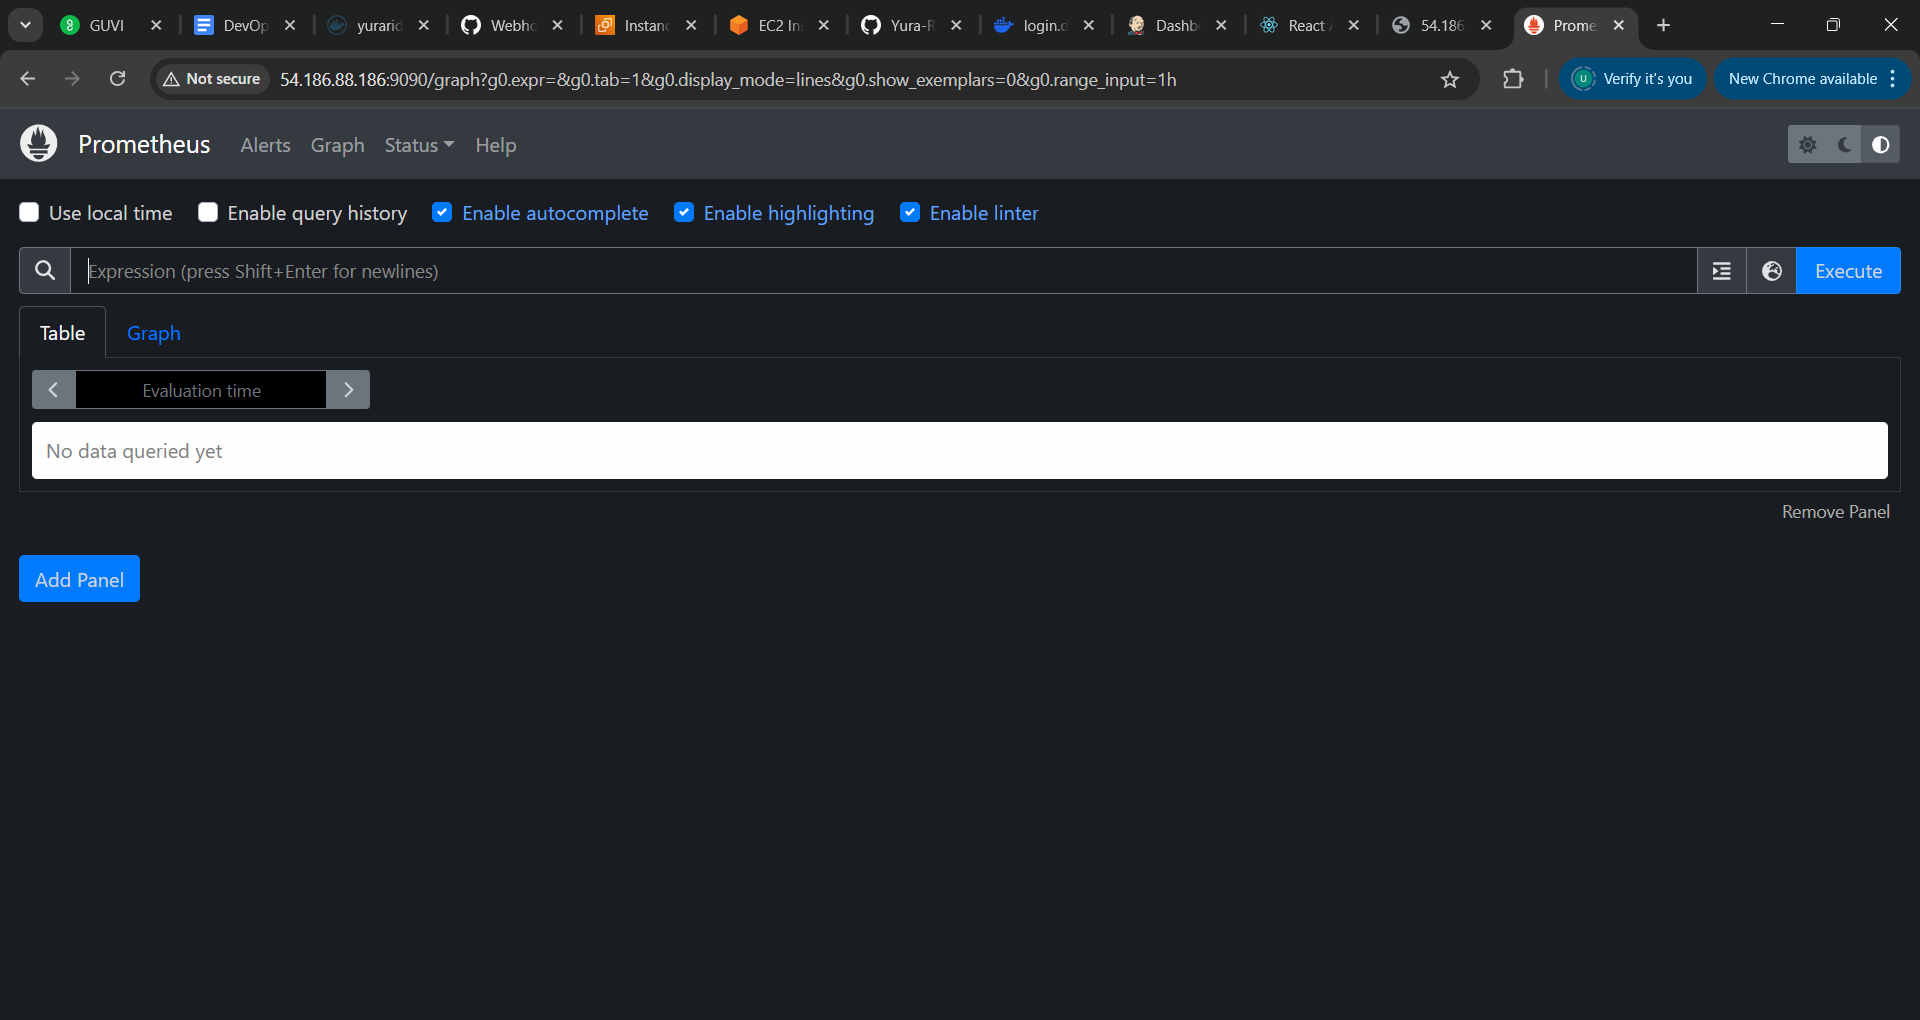 GUVI
DevOp
yurarid
Webho
Instanc
EC2 In
Yura-R
login.d
Dashb
React
54.186
Prome
Not secure
54.186.88.186:9090/graph?g0.expr=&g0.tab=1&g0.display_mode=lines&g0.show_exemplars=0&g0.range_input=1h
Verify it's you
New Chrome available
Prometheus
Alerts
Graph
Status
Help
Use local time
Enable query history
Enable autocomplete
Enable highlighting
Enable linter
Expression (press Shift+Enter for newlines)
Execute
Table
Graph
Evaluation time
No data queried yet
Remove Panel
Add Panel